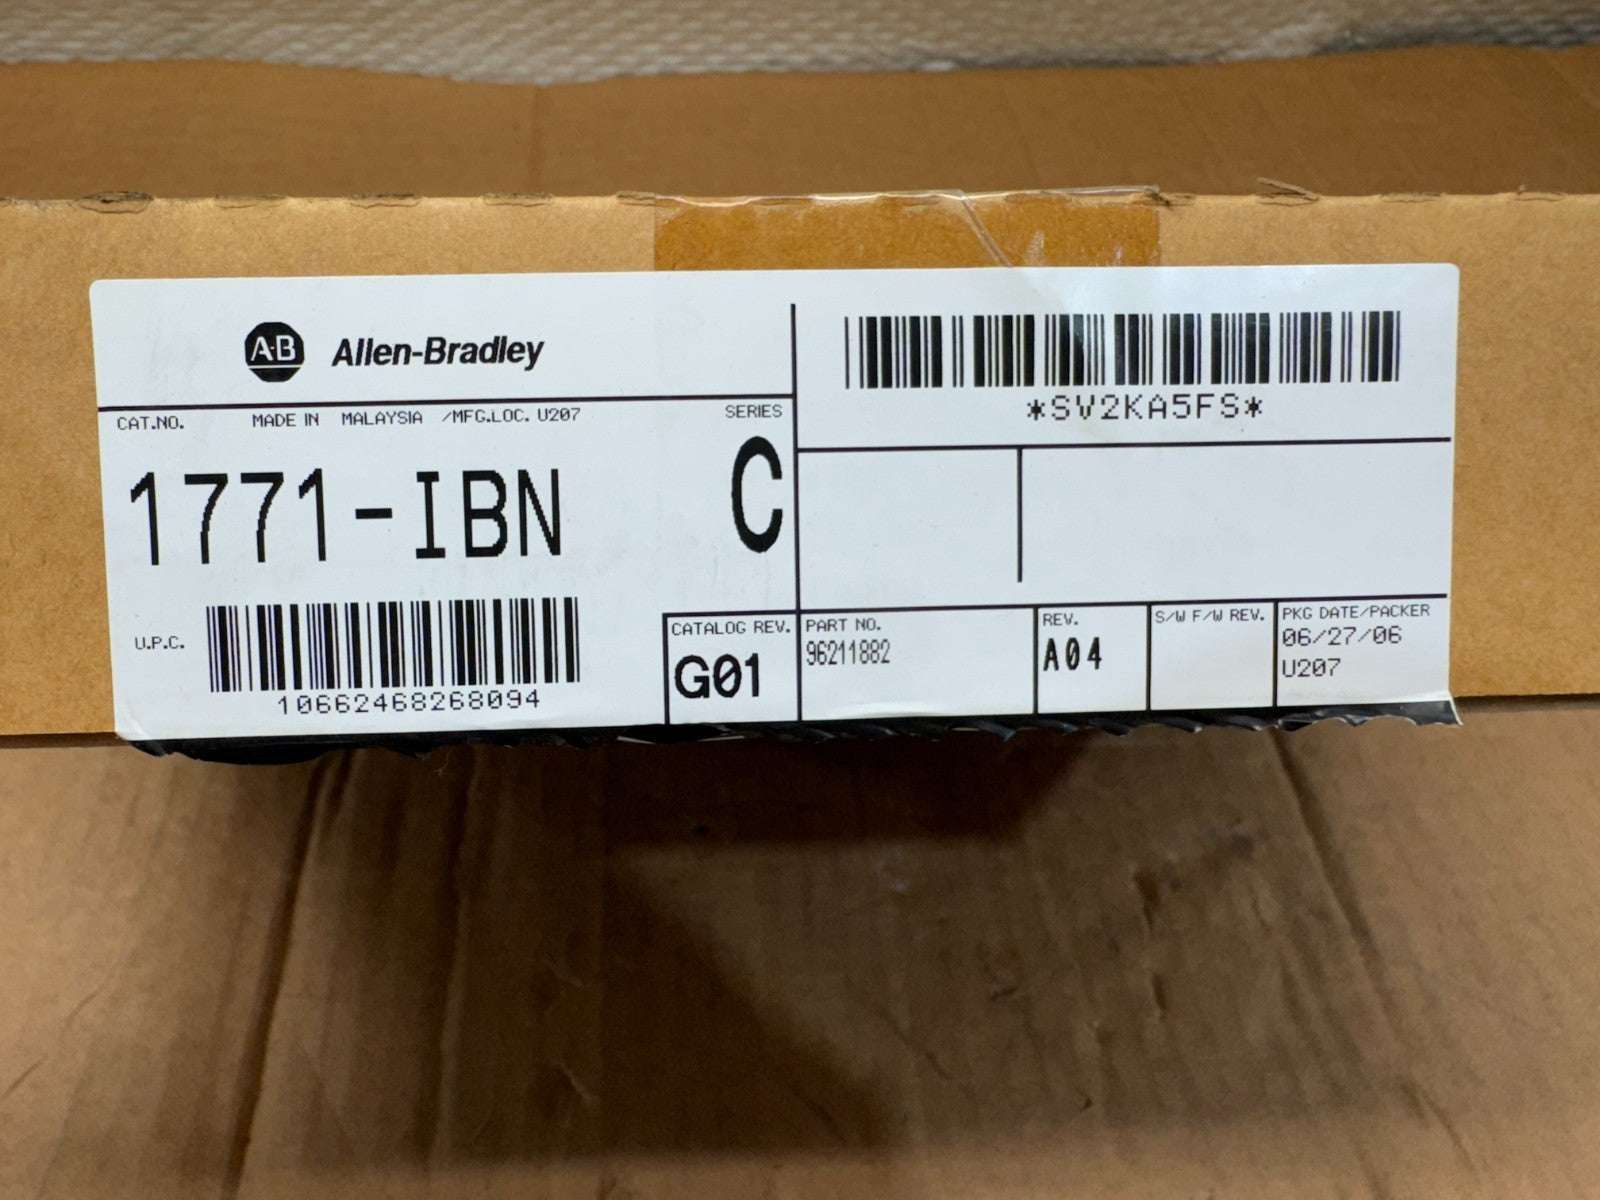 A·B Allen-Bradley
CAT.NO. MADE IN MALAYSIA /MFG.LOC. U207 SERIES
1771-IBN C
U.P.C.
10662468268094
*SV2KA5FS*
CATALOG REV.
G01
PART NO.
96211882
REV.
A04
S/W F/W REV.
PKG DATE/PACKER
06/27/06
U207